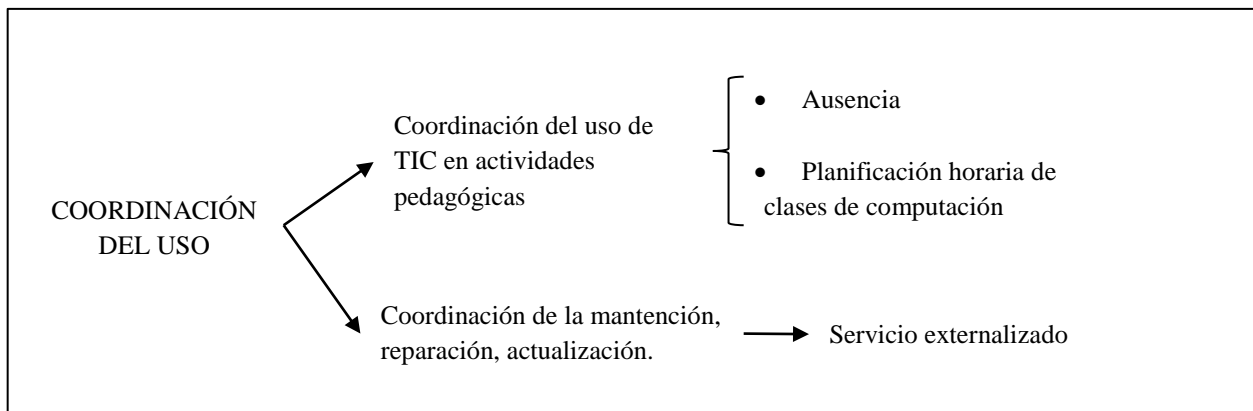 COORDINACIÓN
DEL USO
Coordinación del uso de
TIC en actividades
pedagógicas
• Ausencia
• Planificación horaria de
clases de computación
Coordinación de la mantención,
reparación, actualización.
Servicio externalizado